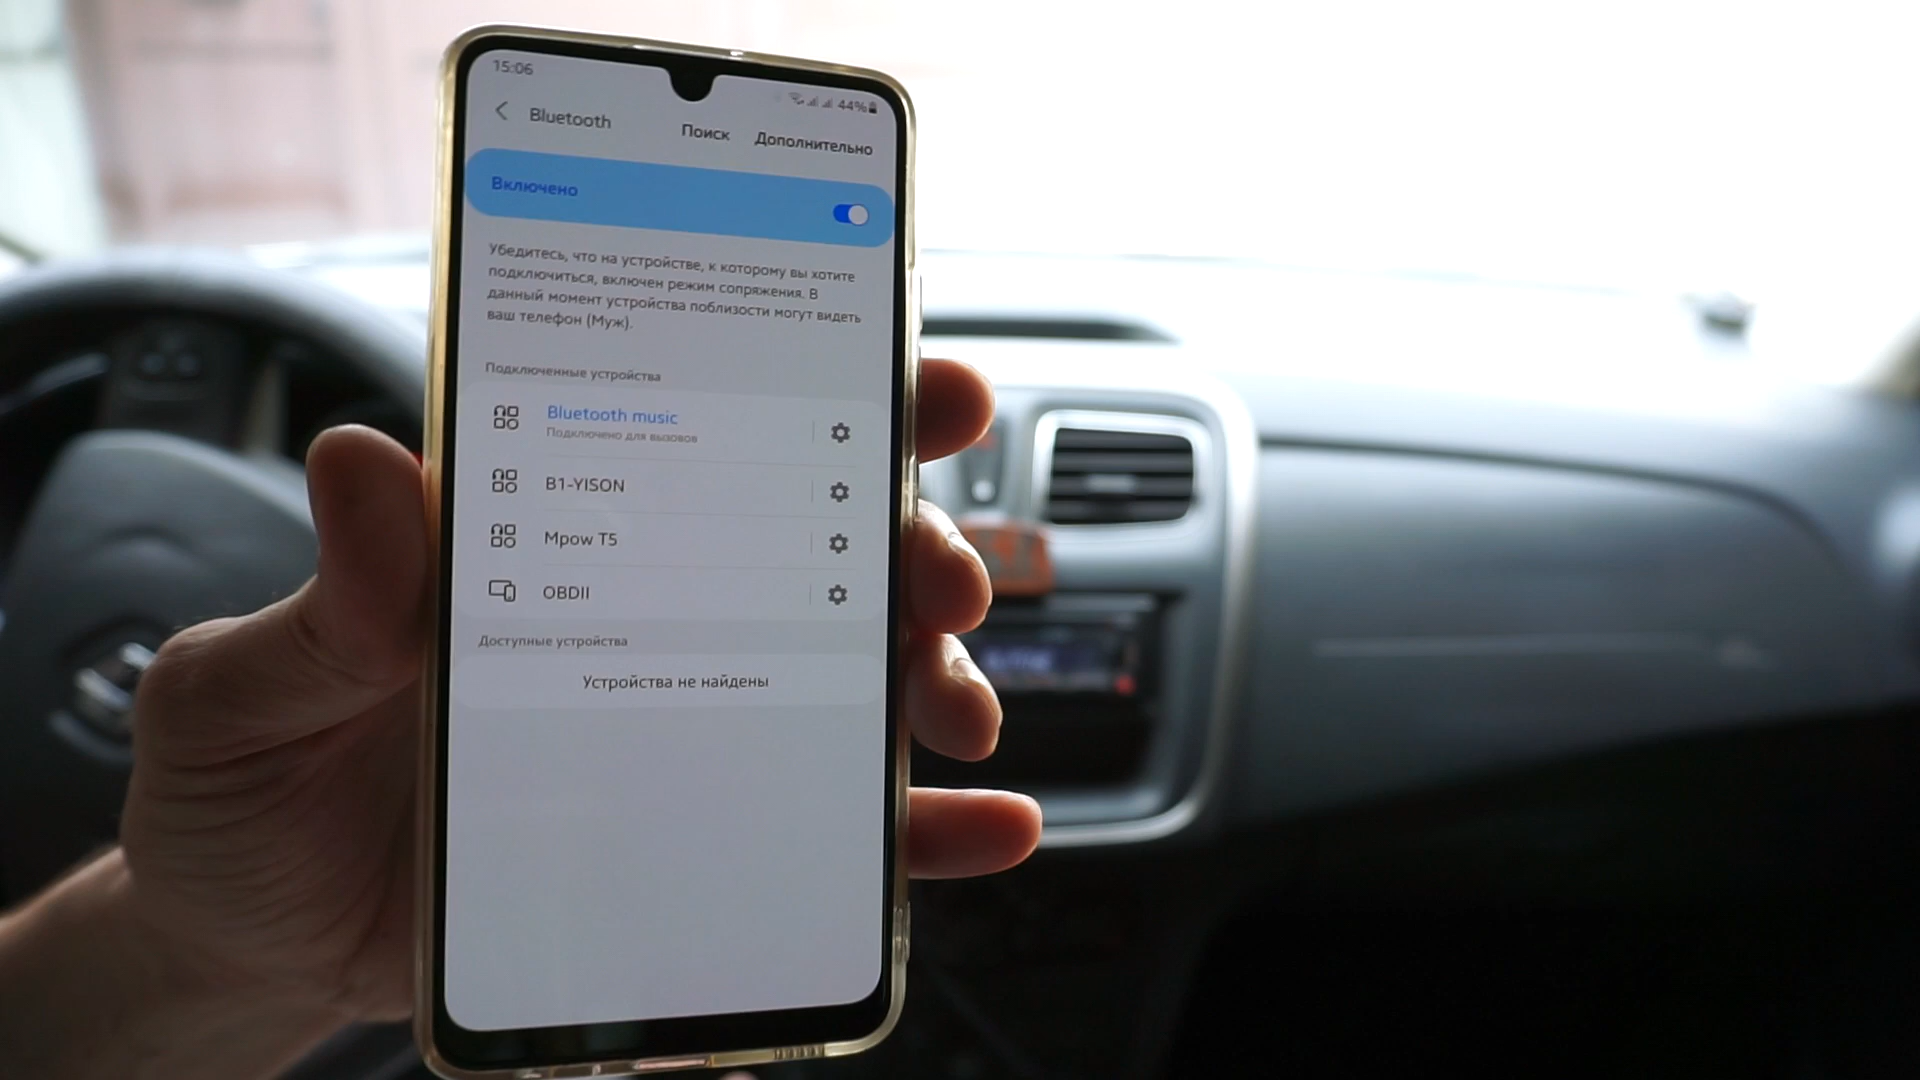 15:06
44%
Bluetooth
Поиск
Дополнительно
Включено
Убедитесь, что на устройстве, к которому вы хотите
подключиться, включен режим сопряжения. В
данный момент устройства поблизости могут видеть
ваш телефон (Муж).
Подключенные устройства
Bluetooth music
Подключено для вызовов
B1-YISON
Mpow T5
OBDII
Доступные устройства
Устройства не найдены